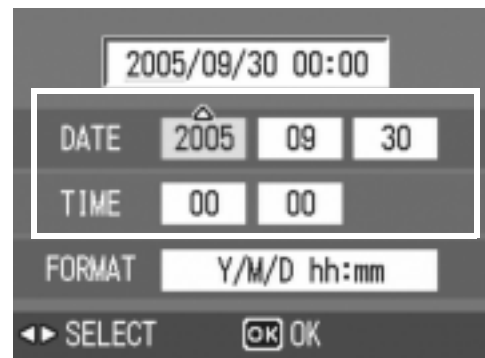 2005/09/30 00:00
DATE 2005 09 30
TIME 00 00
FORMAT Y/M/D hh:mm
SELECT OK OK